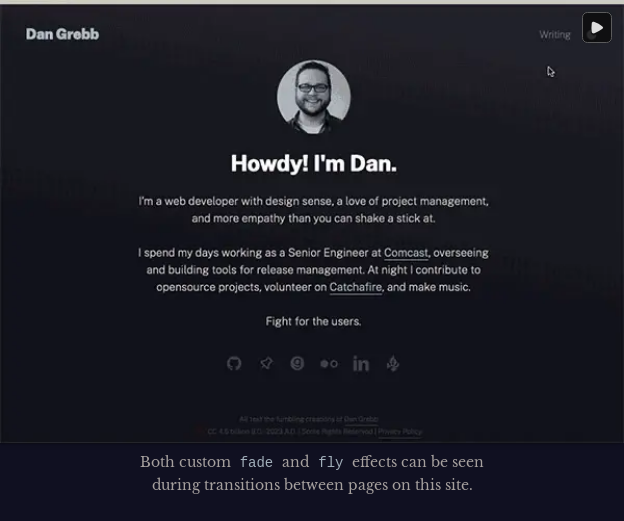 Dan Grebb
Writing
Howdy! I'm Dan.
I'm a web developer with design sense, a love of project management,
and more empathy than you can shake a stick at.
I spend my days working as a Senior Engineer at Comcast, overseeing
and building tools for release management. At night I contribute to
opensource projects, volunteer on Catchafire, and make music.
Fight for the users.
All text the fumbling creations of Dan Grebb.
CC 4.0 2023 A.D. | Some Rights Reserved | Privacy Policy
Both custom fade and fly effects can be seen
during transitions between pages on this site.